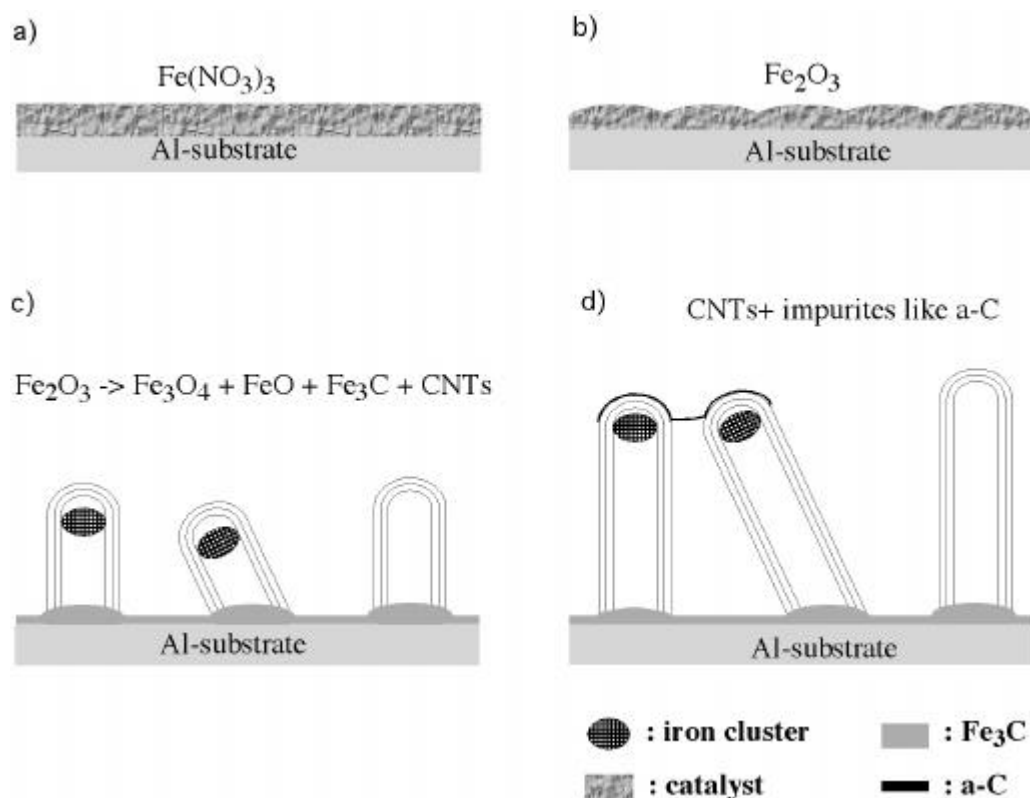 a)
Fe(NO3)3
Al-substrate
b)
Fe2O3
Al-substrate
c)
Fe2O3 -> Fe3O4 + FeO + Fe3C + CNTs
Al-substrate
d)
CNTs+ impurites like a-C
Al-substrate
: iron cluster
: Fe3C
: catalyst
: a-C